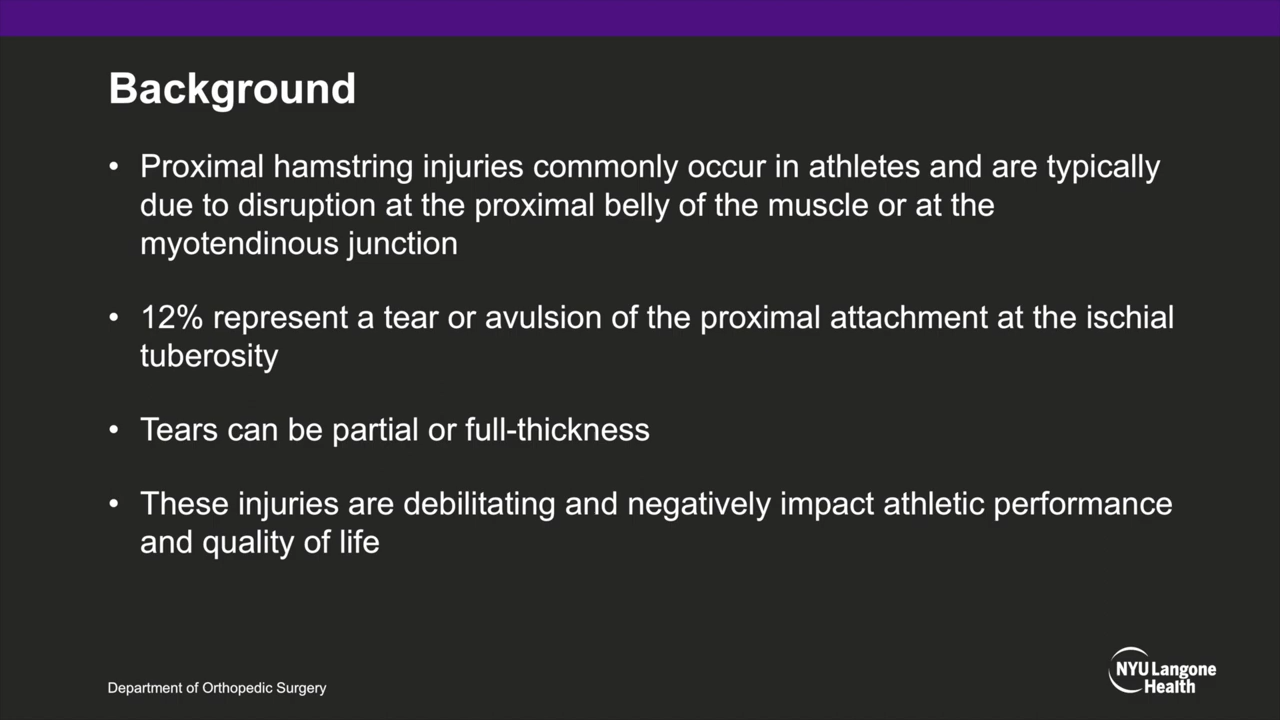 Background
• Proximal hamstring injuries commonly occur in athletes and are typically
due to disruption at the proximal belly of the muscle or at the
myotendinous junction
• 12% represent a tear or avulsion of the proximal attachment at the ischial
tuberosity
• Tears can be partial or full-thickness
• These injuries are debilitating and negatively impact athletic performance
and quality of life
Department of Orthopedic Surgery
NYU Langone
Health